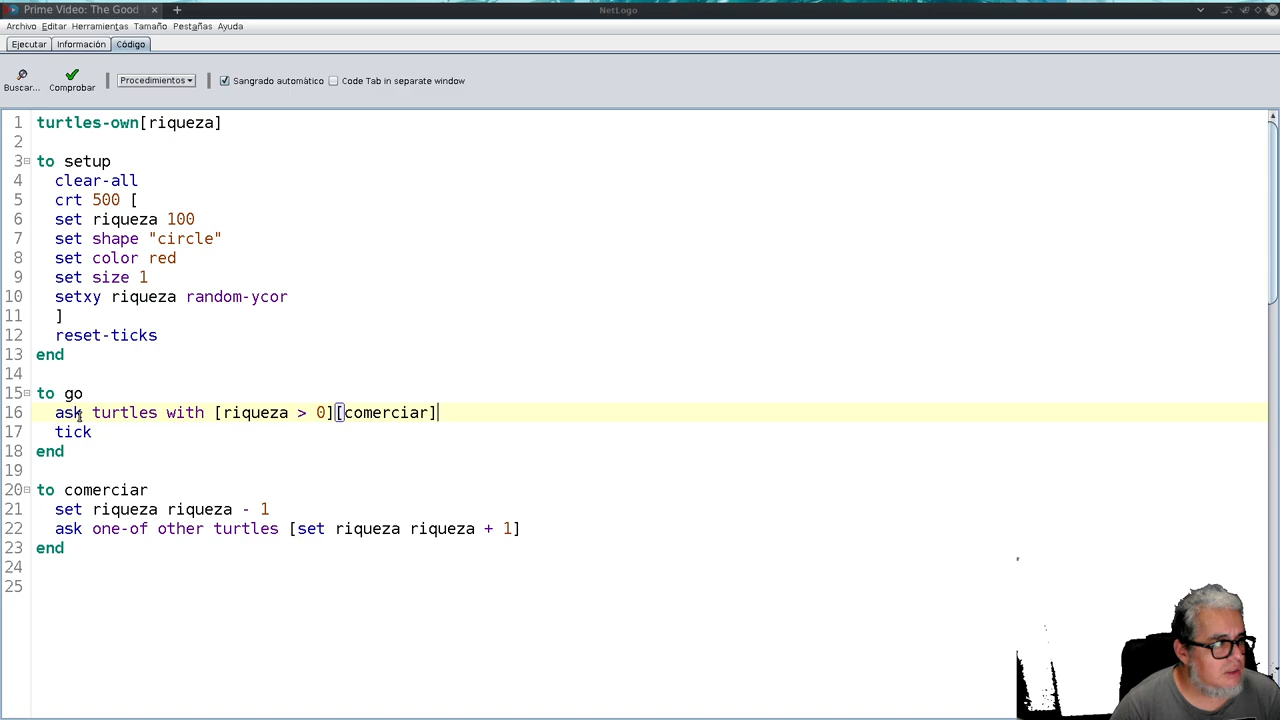 Prime Video: The Good
NetLogo
Archivo Editar Herramientas Tamaño Pestañas Ayuda
Ejecutar Información Código
Buscar... Comprobar Procedimientos Sangrado automático Code Tab in separate window
1 turtles-own[riqueza]
2
3 to setup
4 clear-all
5 crt 500 [
6 set riqueza 100
7 set shape "circle"
8 set color red
9 set size 1
10 setxy riqueza random-ycor
11 ]
12 reset-ticks
13 end
14
15 to go
16 ask turtles with [riqueza > 0][comerciar]
17 tick
18 end
19
20 to comerciar
21 set riqueza riqueza - 1
22 ask one-of other turtles [set riqueza riqueza + 1]
23 end
24
25